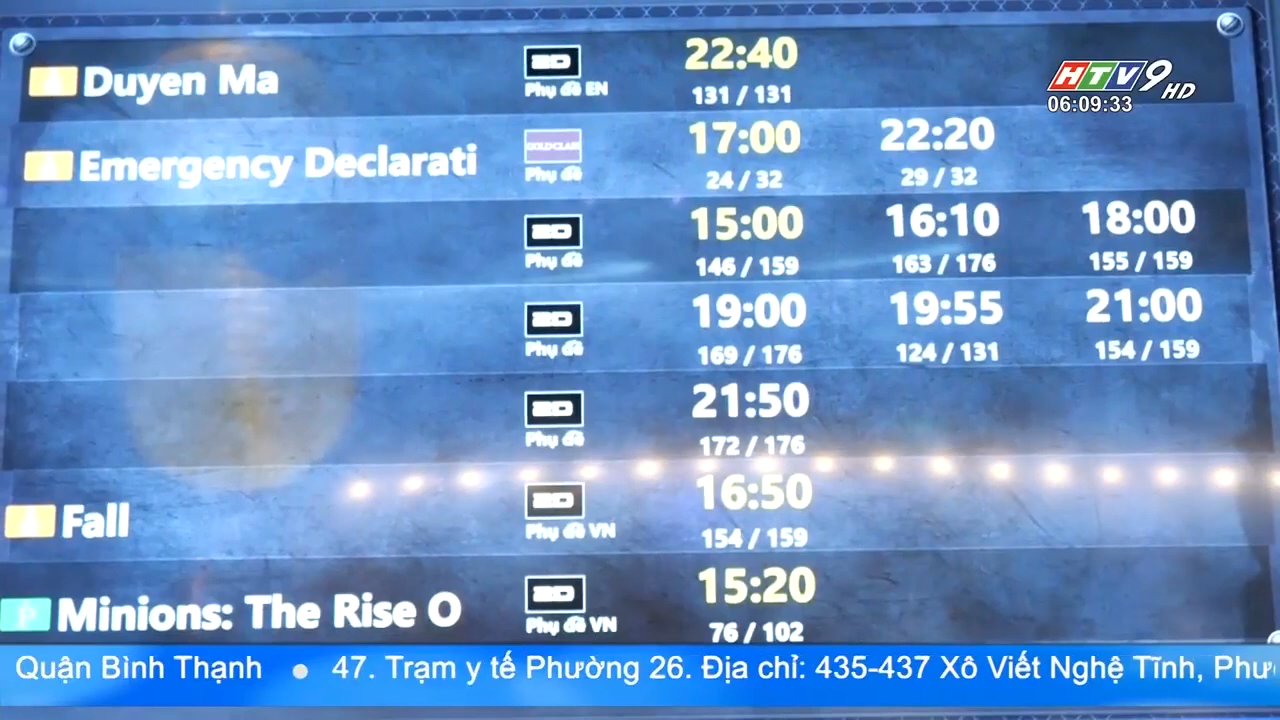 Duyen Ma 2D 22:40
Phụ đề EN 131 / 131
HTV9 HD
06:09:33
Emergency Declarati GOLD CLASS 17:00 22:20
Phụ đề 24 / 32 29 / 32
2D 15:00 16:10 18:00
Phụ đề 146 / 159 163 / 176 155 / 159
2D 19:00 19:55 21:00
Phụ đề 169 / 176 124 / 131 154 / 159
2D 21:50
Phụ đề 172 / 176
Fall 2D 16:50
Phụ đề VN 154 / 159
P Minions: The Rise O 2D 15:20
Phụ đề VN 76 / 102
Quận Bình Thạnh • 47. Trạm y tế Phường 26. Địa chỉ: 435-437 Xô Viết Nghệ Tĩnh, Phư